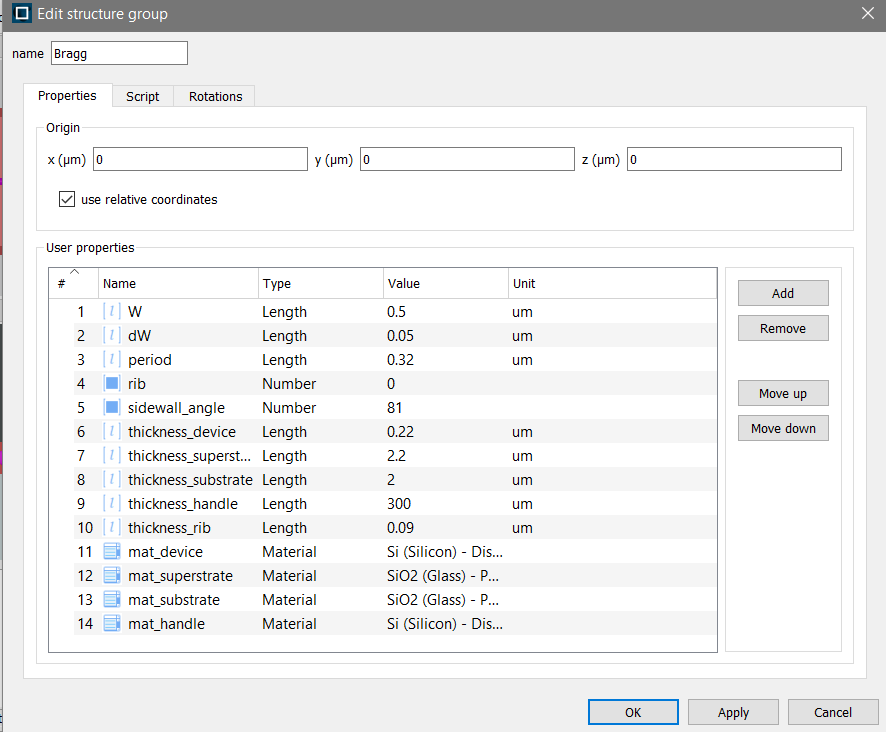 Edit structure group
name Bragg
Properties Script Rotations
Origin
x (µm) 0 y (µm) 0 z (µm) 0
use relative coordinates
User properties
# Name Type Value Unit
1 W Length 0.5 um
2 dW Length 0.05 um
3 period Length 0.32 um
4 rib Number 0
5 sidewall_angle Number 81
6 thickness_device Length 0.22 um
7 thickness_superst... Length 2.2 um
8 thickness_substrate Length 2 um
9 thickness_handle Length 300 um
10 thickness_rib Length 0.09 um
11 mat_device Material Si (Silicon) - Dis...
12 mat_superstrate Material SiO2 (Glass) - P...
13 mat_substrate Material SiO2 (Glass) - P...
14 mat_handle Material Si (Silicon) - Dis...
Add
Remove
Move up
Move down
OK Apply Cancel